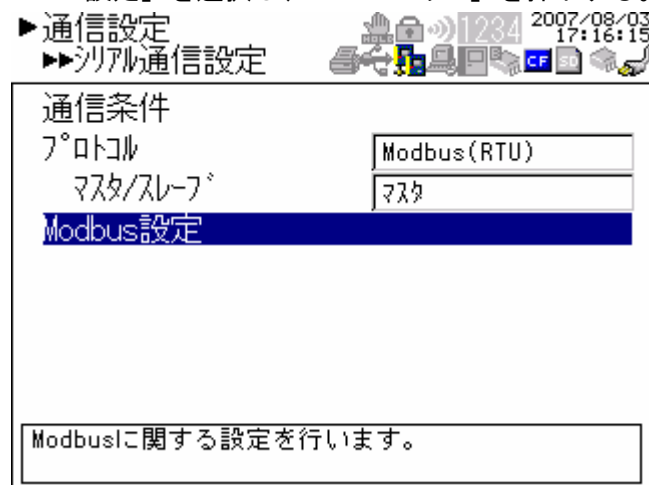 ▶通信設定
1234 2007/08/03
17:16:15
▶▶ｼﾘｱﾙ通信設定
CF SD
通信条件
ﾌﾟﾛﾄｺﾙ Modbus(RTU)
ﾏｽﾀ/ｽﾚｰﾌﾞ ﾏｽﾀ
Modbus設定
Modbusに関する設定を行います。